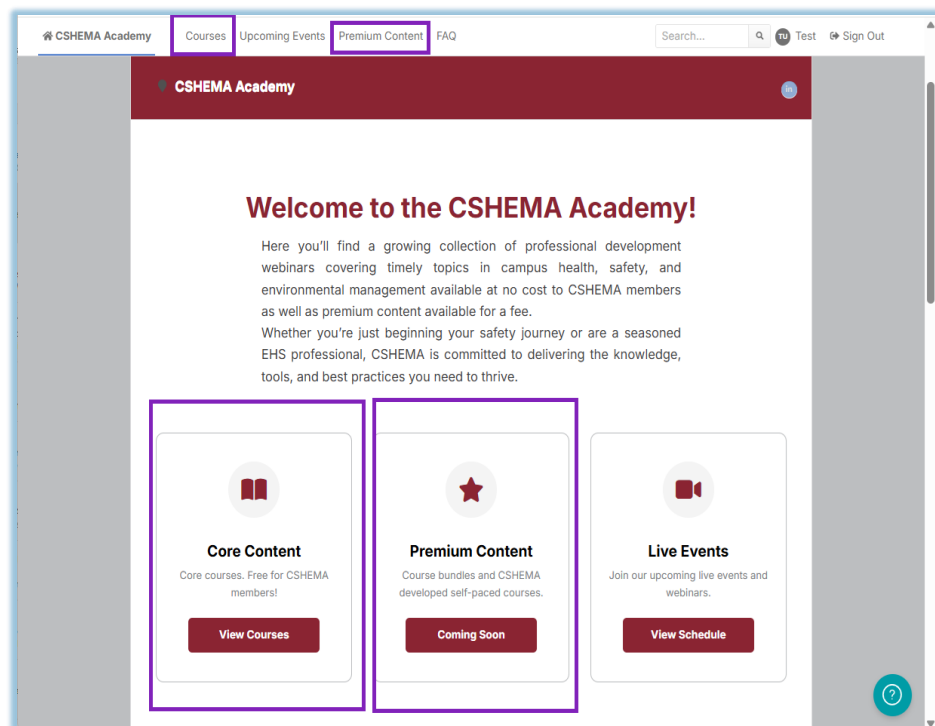 CSHEMA Academy Courses Upcoming Events Premium Content FAQ Search... TU Test Sign Out
CSHEMA Academy in
Welcome to the CSHEMA Academy!
Here you'll find a growing collection of professional development
webinars covering timely topics in campus health, safety, and
environmental management available at no cost to CSHEMA members
as well as premium content available for a fee.
Whether you're just beginning your safety journey or are a seasoned
EHS professional, CSHEMA is committed to delivering the knowledge,
tools, and best practices you need to thrive.
Core Content
Core courses. Free for CSHEMA
members!
View Courses
Premium Content
Course bundles and CSHEMA
developed self-paced courses.
Coming Soon
Live Events
Join our upcoming live events and
webinars.
View Schedule
?